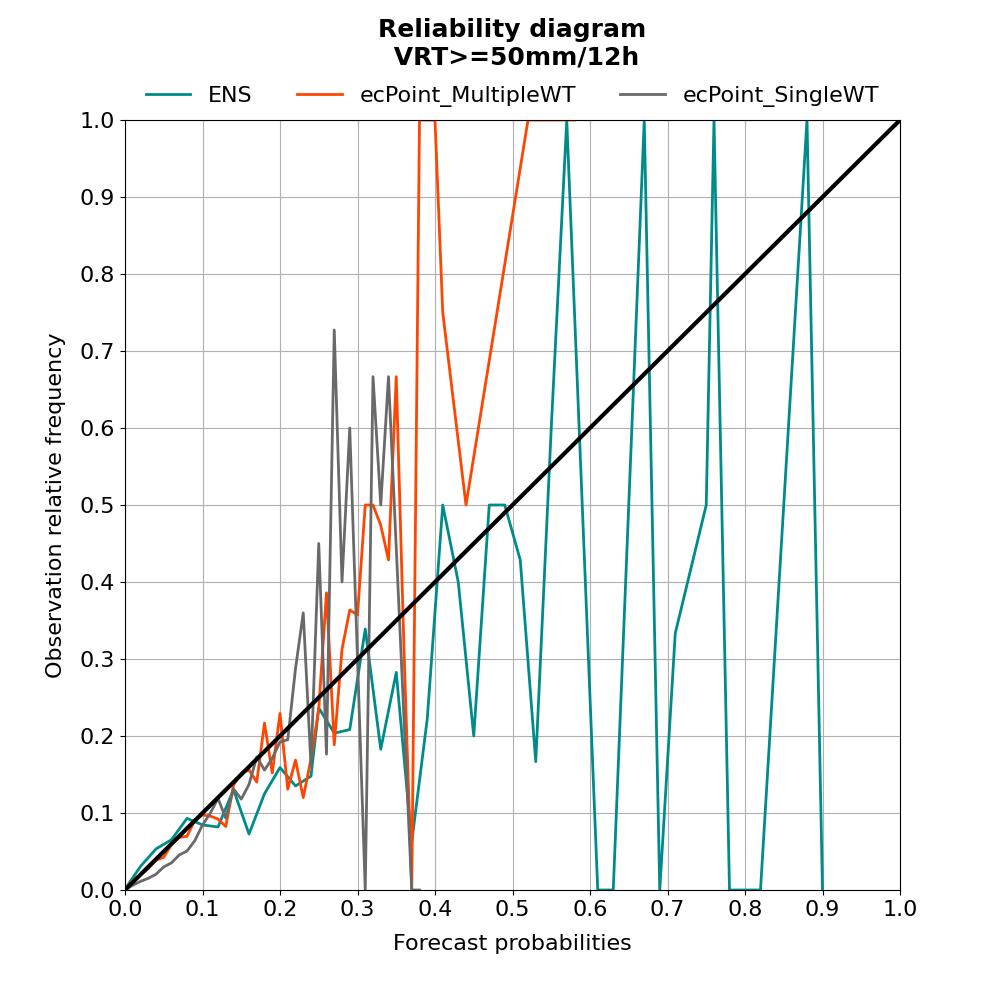 Reliability diagram
VRT>=50mm/12h
ENS ecPoint_MultipleWT ecPoint_SingleWT
1.0
0.9
0.8
0.7
0.6
0.5
0.4
0.3
0.2
0.1
0.0
Observation relative frequency
0.0 0.1 0.2 0.3 0.4 0.5 0.6 0.7 0.8 0.9 1.0
Forecast probabilities